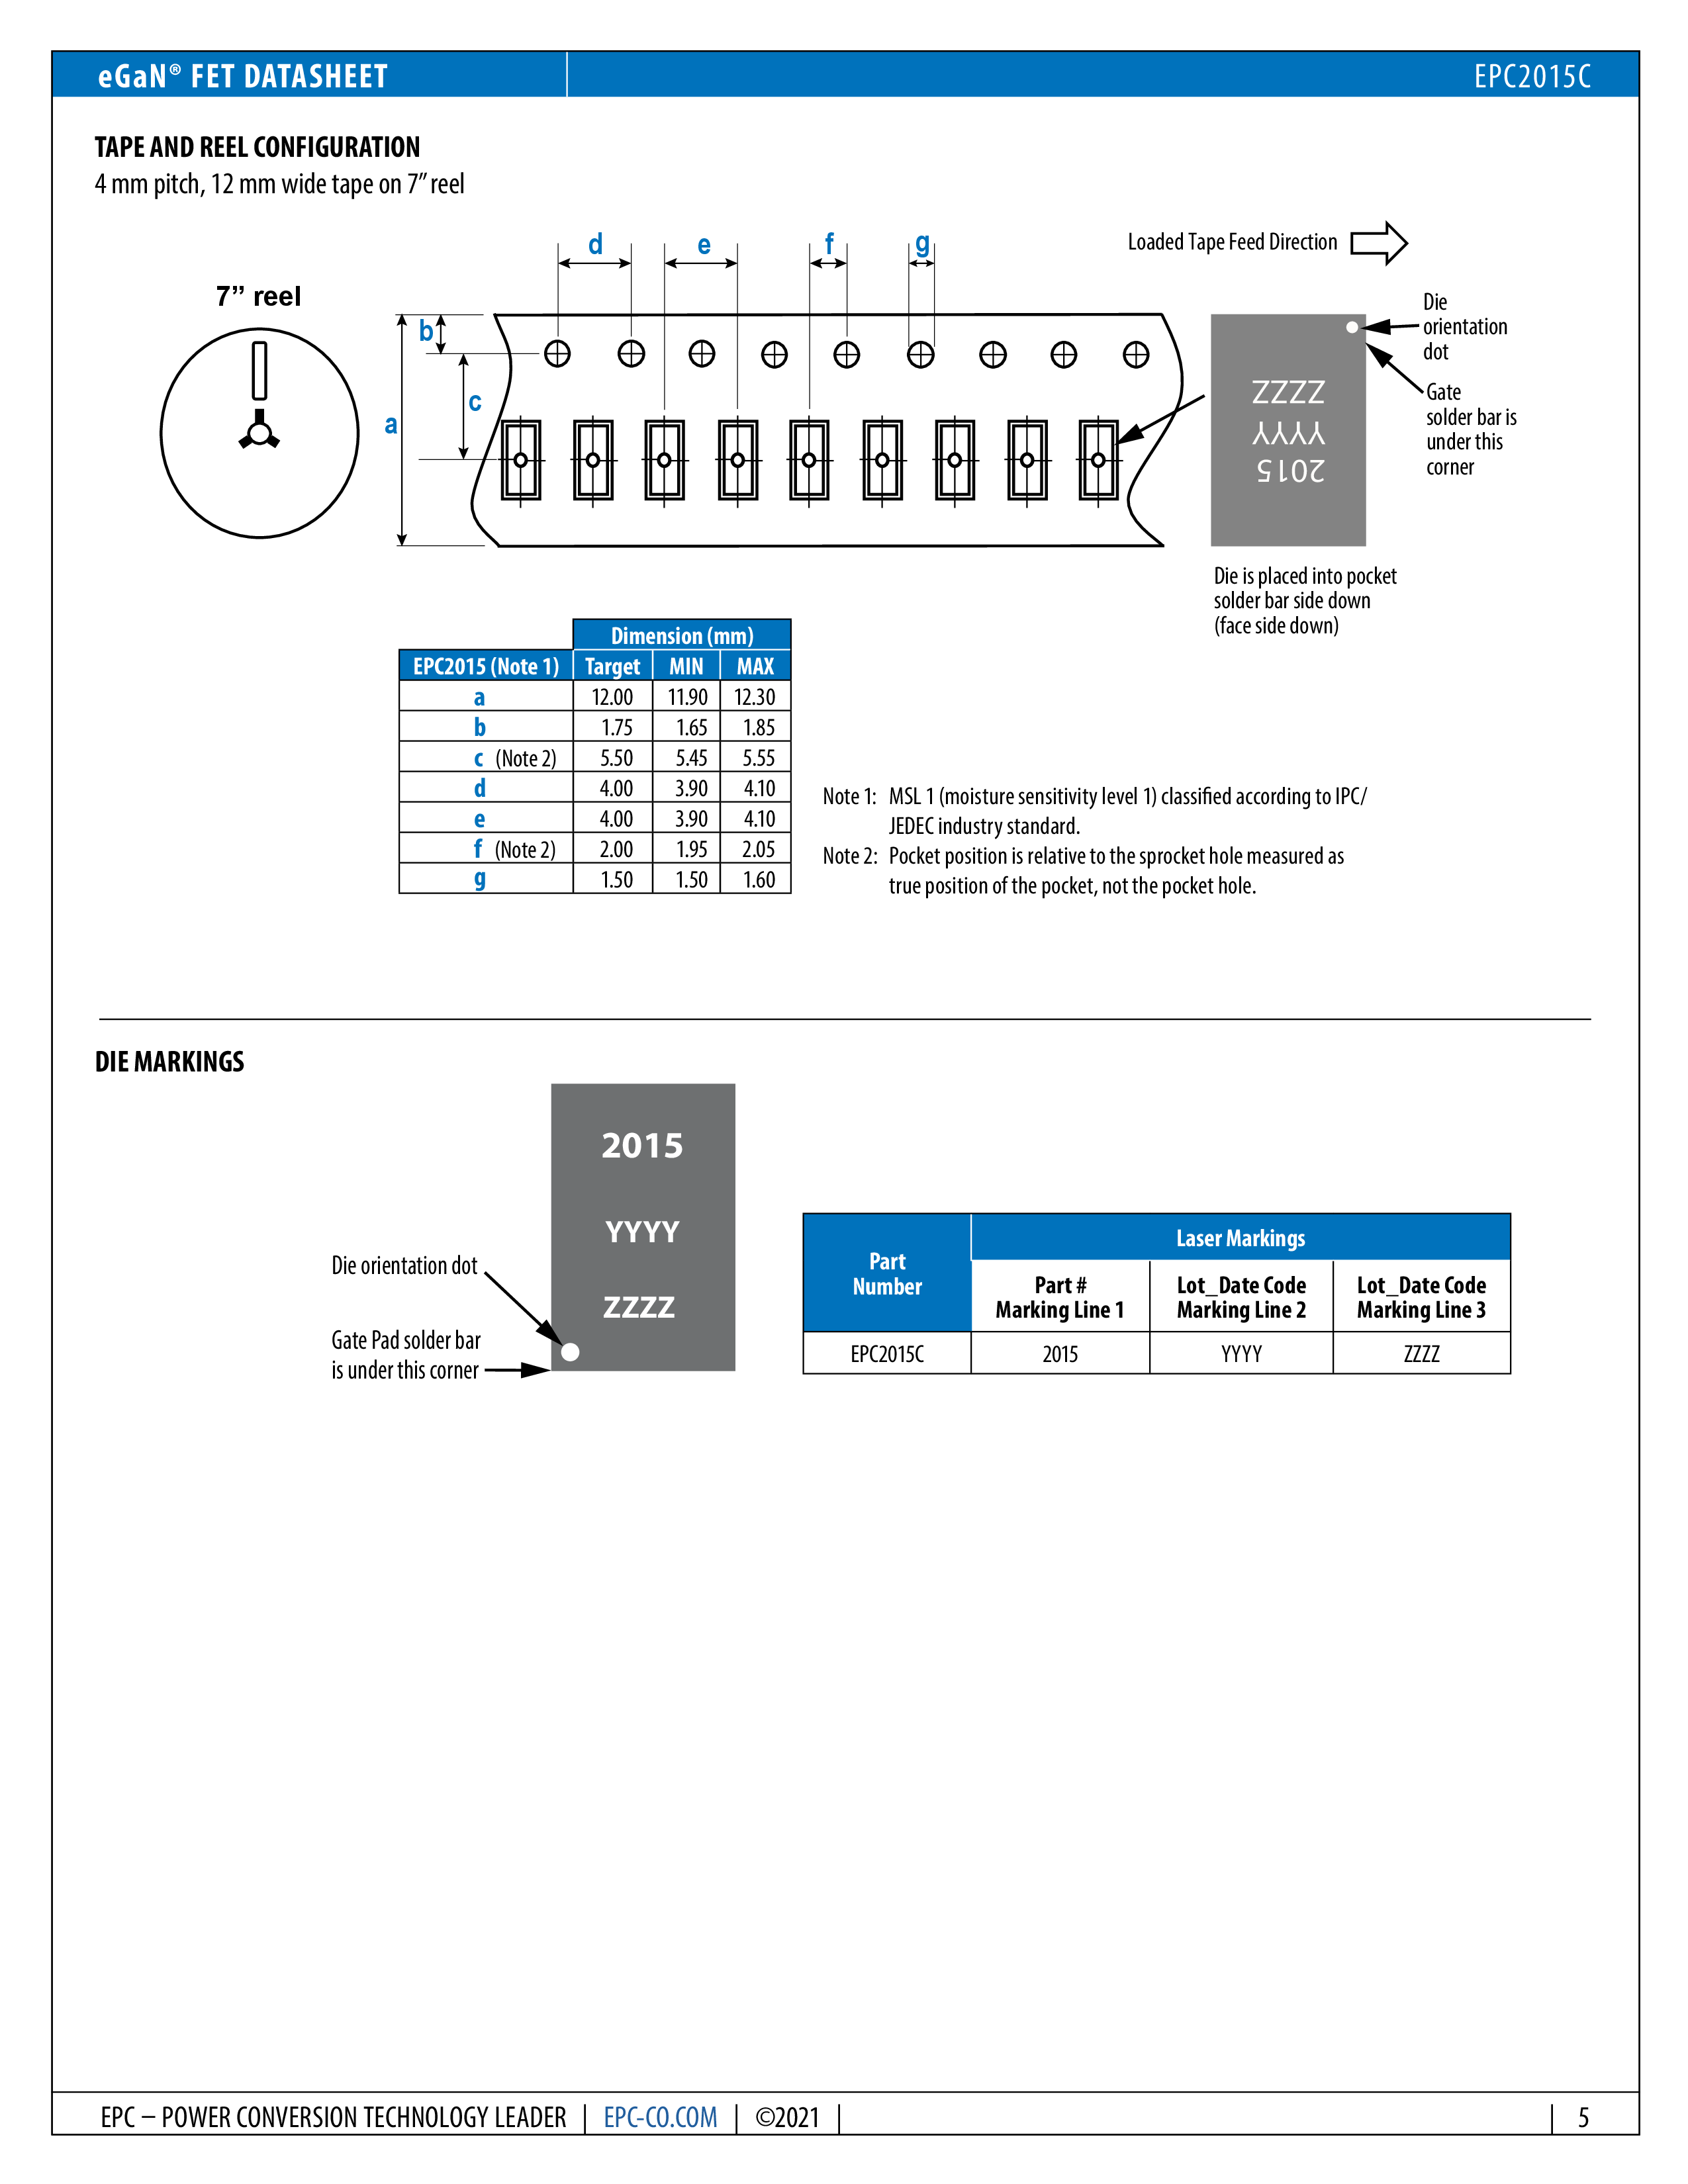 eGaN® FET DATASHEET EPC2015C
TAPE AND REEL CONFIGURATION
4 mm pitch, 12 mm wide tape on 7” reel
d e f g
Loaded Tape Feed Direction
7” reel
b
c
a
Die
orientation
dot
Gate
solder bar is
under this
corner
ZZZZ
YYYY
2015
Die is placed into pocket
solder bar side down
(face side down)
Dimension (mm)
EPC2015 (Note 1) Target MIN MAX
a 12.00 11.90 12.30
b 1.75 1.65 1.85
c (Note 2) 5.50 5.45 5.55
d 4.00 3.90 4.10
e 4.00 3.90 4.10
f (Note 2) 2.00 1.95 2.05
g 1.50 1.50 1.60
Note 1: MSL 1 (moisture sensitivity level 1) classified according to IPC/
JEDEC industry standard.
Note 2: Pocket position is relative to the sprocket hole measured as
true position of the pocket, not the pocket hole.
DIE MARKINGS
2015
YYYY
ZZZZ
Die orientation dot
Gate Pad solder bar
is under this corner
Part
Number
Laser Markings
Part #
Marking Line 1
Lot_Date Code
Marking Line 2
Lot_Date Code
Marking Line 3
EPC2015C 2015 YYYY ZZZZ
EPC – POWER CONVERSION TECHNOLOGY LEADER | EPC-CO.COM | ©2021 | | 5